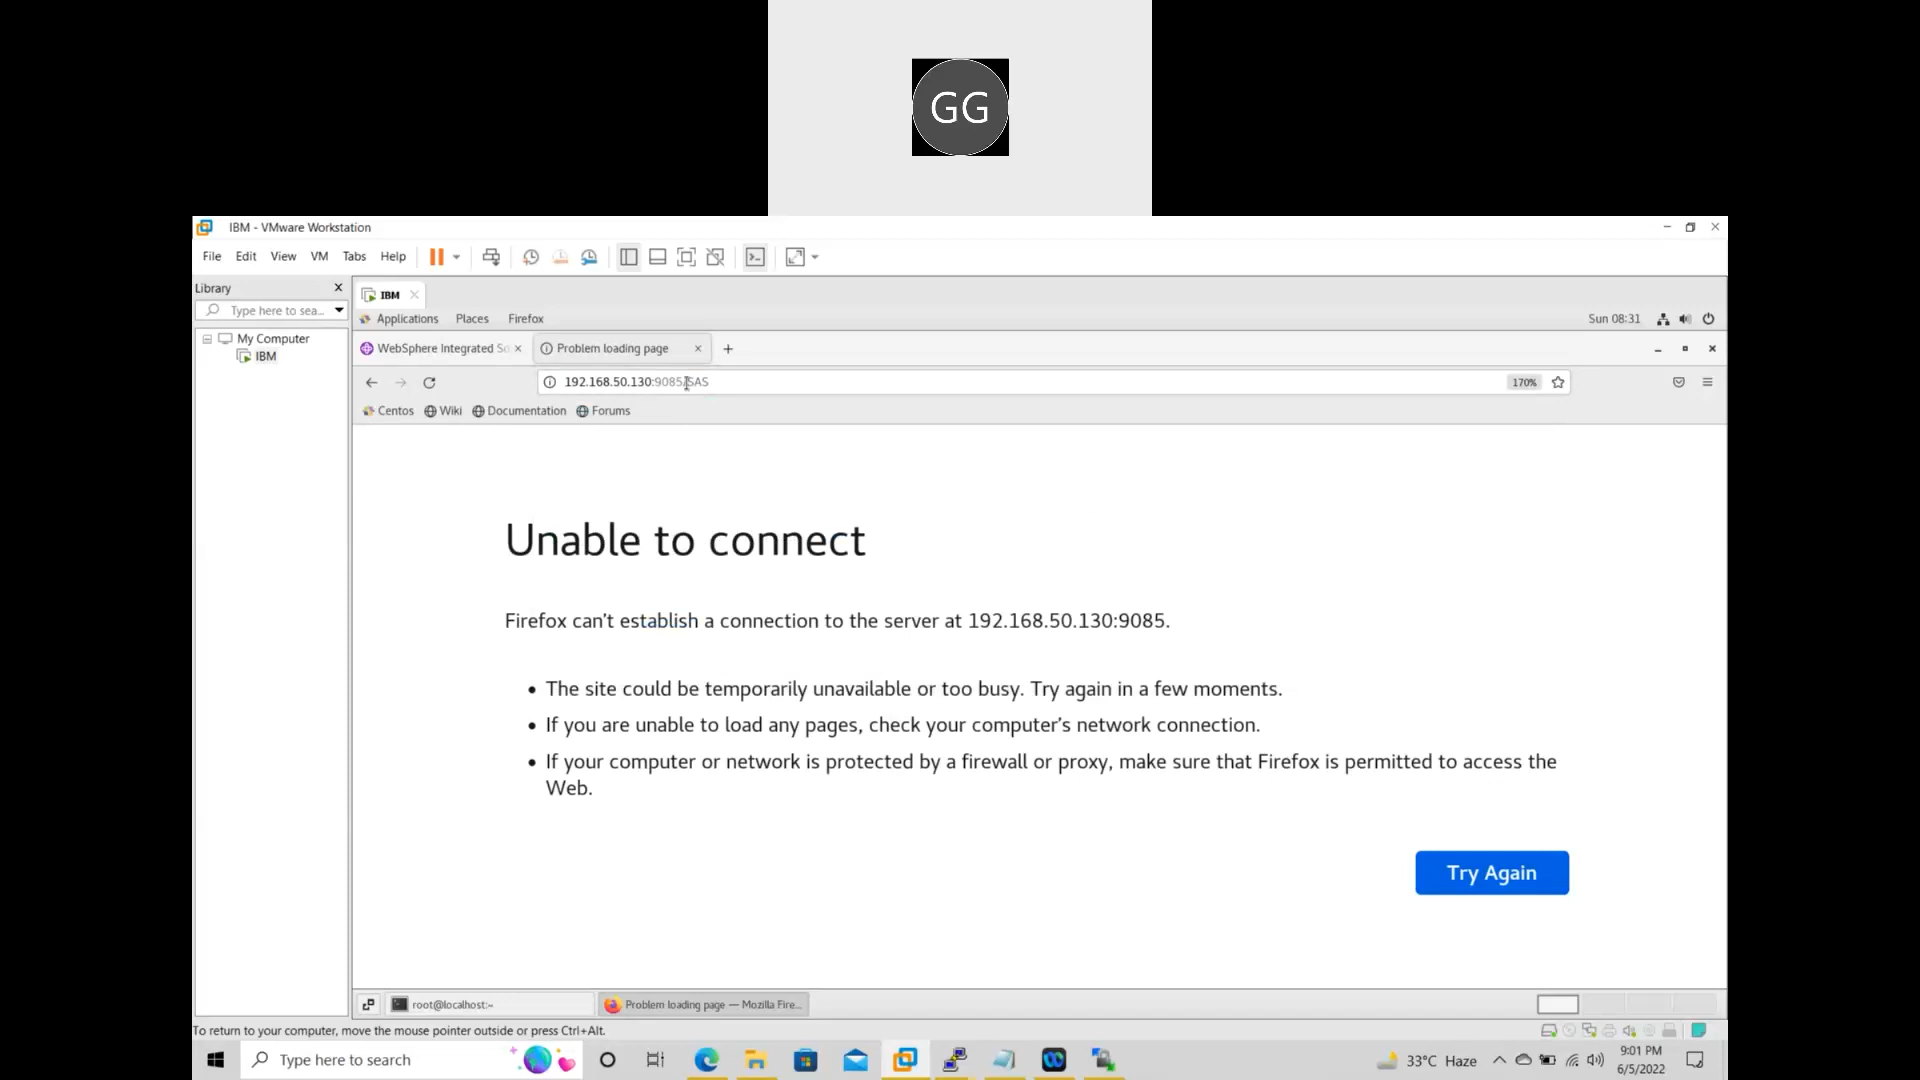 GG
IBM - VMware Workstation
File Edit View VM Tabs Help
Library
Type here to sea...
My Computer
IBM
IBM
Applications Places Firefox Sun 08:31
WebSphere Integrated So Problem loading page
192.168.50.130:9085/SAS 170%
Centos Wiki Documentation Forums
Unable to connect
Firefox can’t establish a connection to the server at 192.168.50.130:9085.
• The site could be temporarily unavailable or too busy. Try again in a few moments.
• If you are unable to load any pages, check your computer’s network connection.
• If your computer or network is protected by a firewall or proxy, make sure that Firefox is permitted to access the
Web.
Try Again
root@localhost:~ Problem loading page — Mozilla Fire...
To return to your computer, move the mouse pointer outside or press Ctrl+Alt.
Type here to search 33°C Haze 9:01 PM
6/5/2022